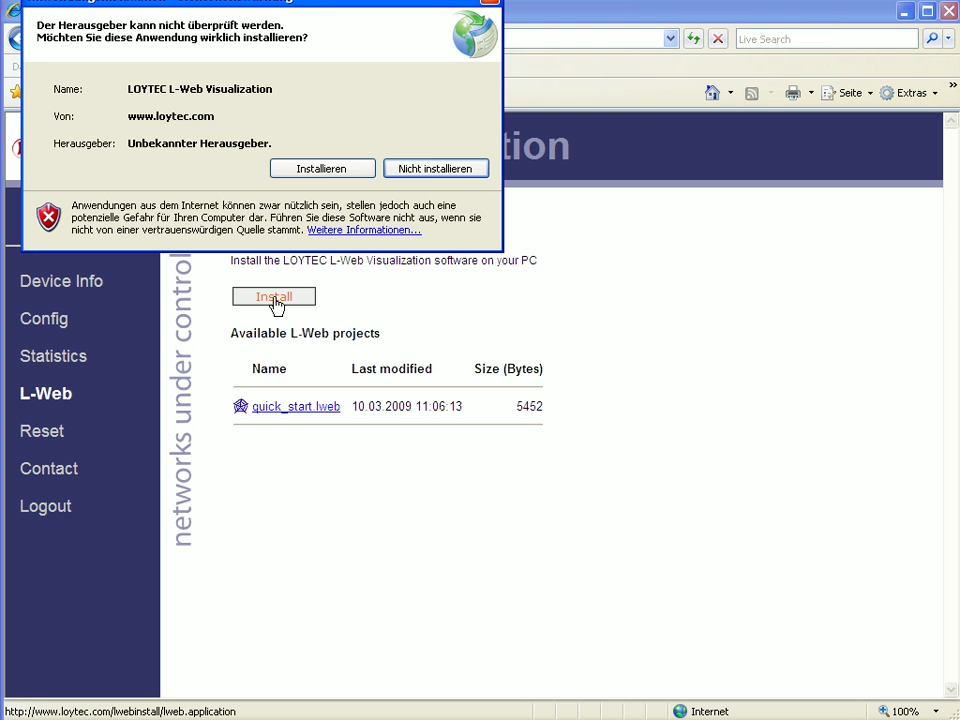 Der Herausgeber kann nicht überprüft werden.
Möchten Sie diese Anwendung wirklich installieren?
Name: LOYTEC L-Web Visualization
Von: www.loytec.com
Herausgeber: Unbekannter Herausgeber.
Installieren Nicht installieren
Anwendungen aus dem Internet können zwar nützlich sein, stellen jedoch auch eine
potenzielle Gefahr für Ihren Computer dar. Führen Sie diese Software nicht aus, wenn sie
nicht von einer vertrauenswürdigen Quelle stammt. Weitere Informationen...
Live Search
Seite
Extras
tion
Install the LOYTEC L-Web Visualization software on your PC
Install
Available L-Web projects
Name Last modified Size (Bytes)
quick_start.lweb 10.03.2009 11:06:13 5452
Device Info
Config
Statistics
L-Web
Reset
Contact
Logout
networks under control
http://www.loytec.com/lwebinstall/lweb.application
Internet
100%